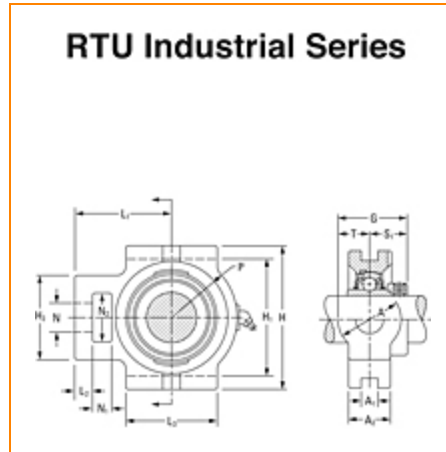 RTU Industrial Series
G
T
S₁
L₁
P
A
H₂
N
N₂
H₁
H
L₂
N₁
L₃
A₁
A₂